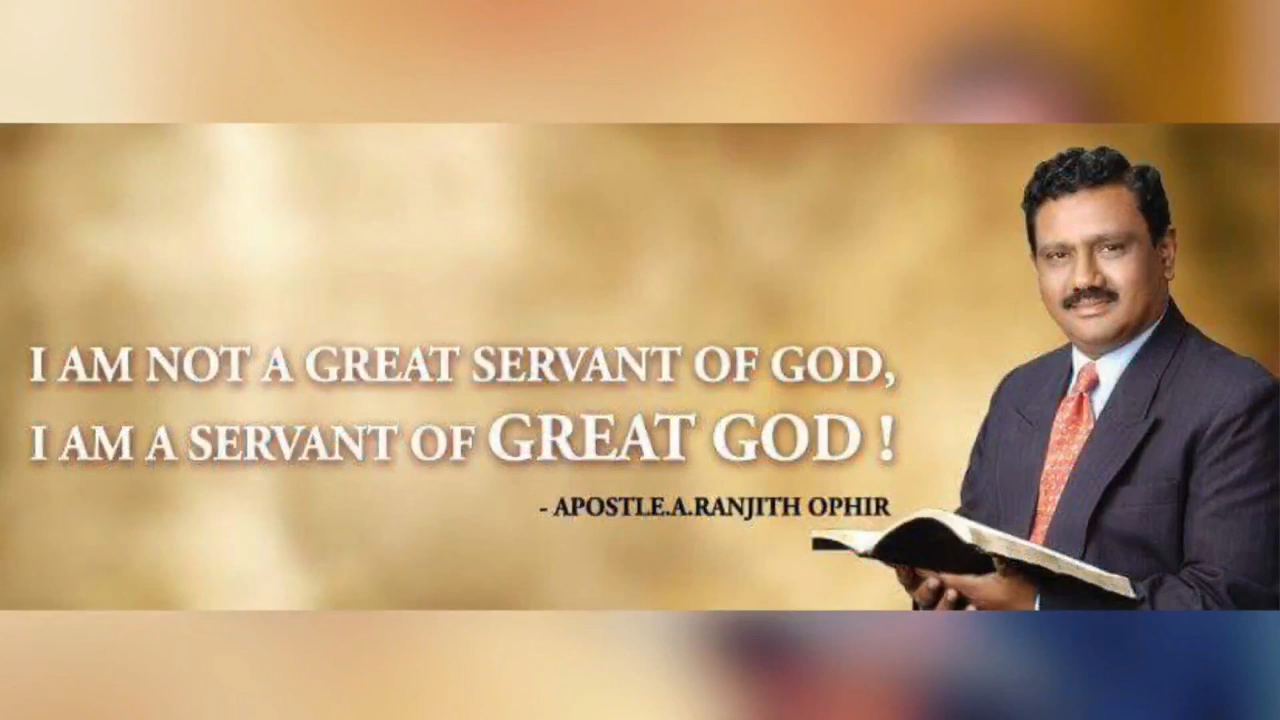 I AM NOT A GREAT SERVANT OF GOD,
I AM A SERVANT OF GREAT GOD !
- APOSTLE.A.RANJITH OPHIR